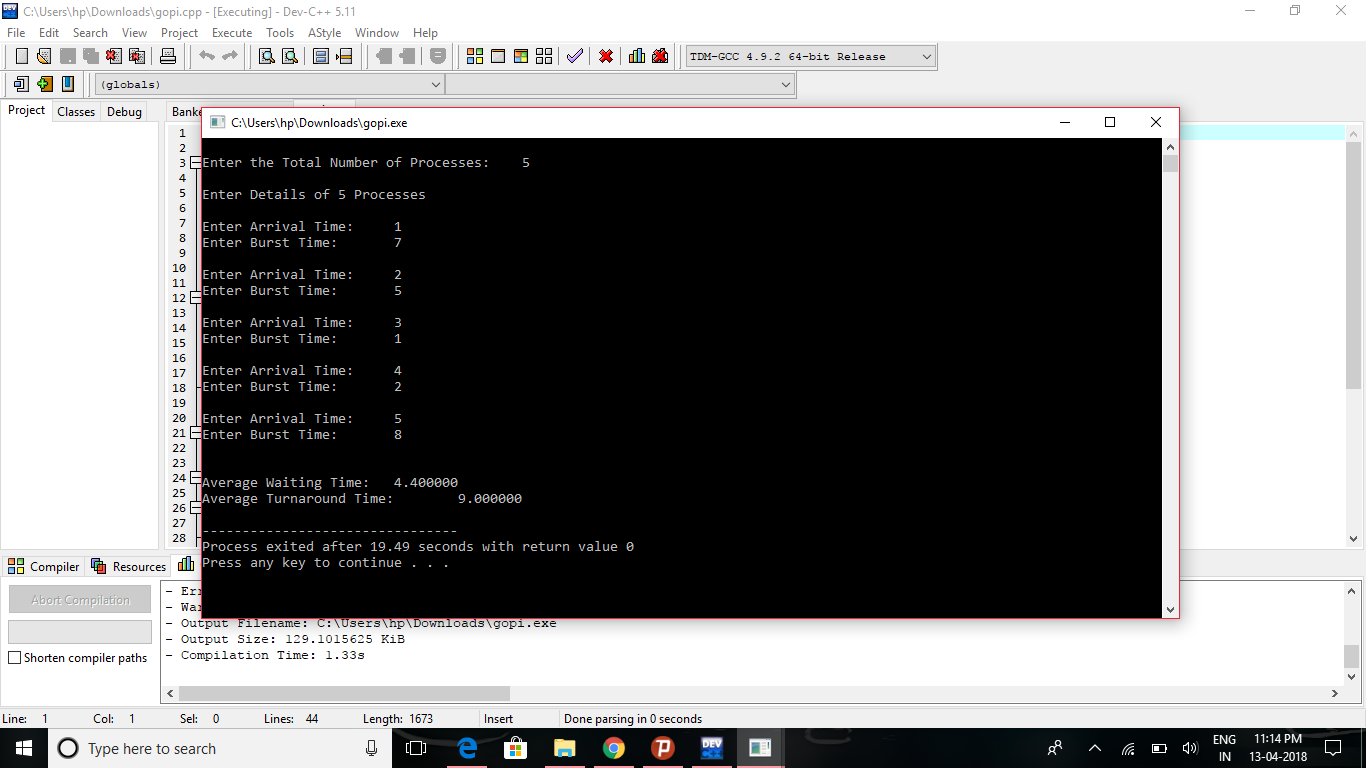 C:\Users\hp\Downloads\gopi.cpp - [Executing] - Dev-C++ 5.11
File Edit Search View Project Execute Tools AStyle Window Help
TDM-GCC 4.9.2 64-bit Release
(globals)
Project Classes Debug
1
2
3
4
5
6
7
8
9
10
11
12
13
14
15
16
17
18
19
20
21
22
23
24
25
26
27
28
C:\Users\hp\Downloads\gopi.exe
Enter the Total Number of Processes: 5
Enter Details of 5 Processes
Enter Arrival Time: 1
Enter Burst Time: 7
Enter Arrival Time: 2
Enter Burst Time: 5
Enter Arrival Time: 3
Enter Burst Time: 1
Enter Arrival Time: 4
Enter Burst Time: 2
Enter Arrival Time: 5
Enter Burst Time: 8
Average Waiting Time: 4.400000
Average Turnaround Time: 9.000000
--------------------------------
Process exited after 19.49 seconds with return value 0
Press any key to continue . . .
Compiler Resources
Abort Compilation
Shorten compiler paths
- Output Filename: C:\Users\hp\Downloads\gopi.exe
- Output Size: 129.1015625 KiB
- Compilation Time: 1.33s
Line: 1 Col: 1 Sel: 0 Lines: 44 Length: 1673 Insert Done parsing in 0 seconds
Type here to search
DEV
ENG
IN
11:14 PM
13-04-2018